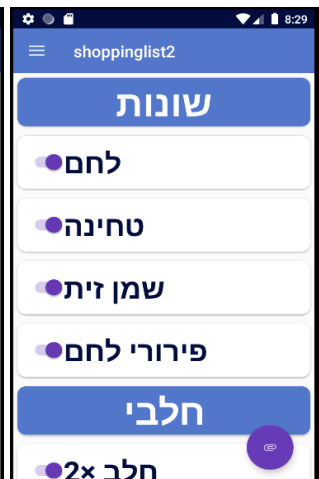 8:29
shoppinglist2
שונות
לחם
טחינה
שמן זית
פירורי לחם
חלבי
חלב ×2